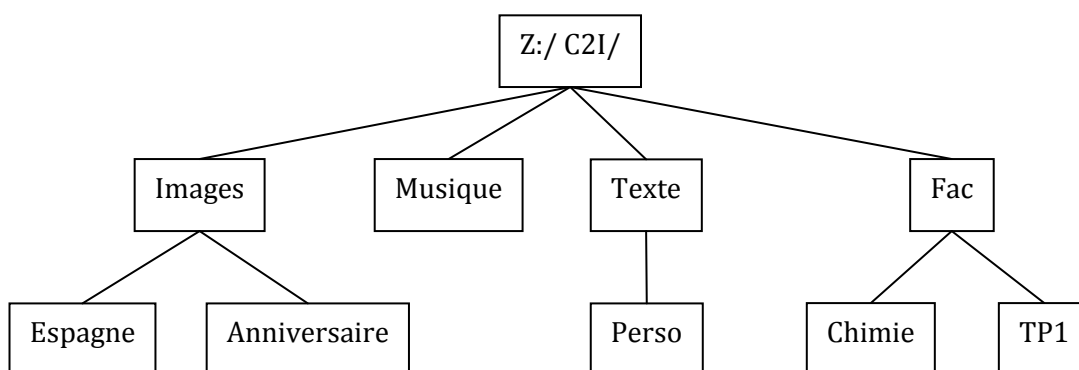 Z:/ C2I/
Images
Musique
Texte
Fac
Espagne
Anniversaire
Perso
Chimie
TP1